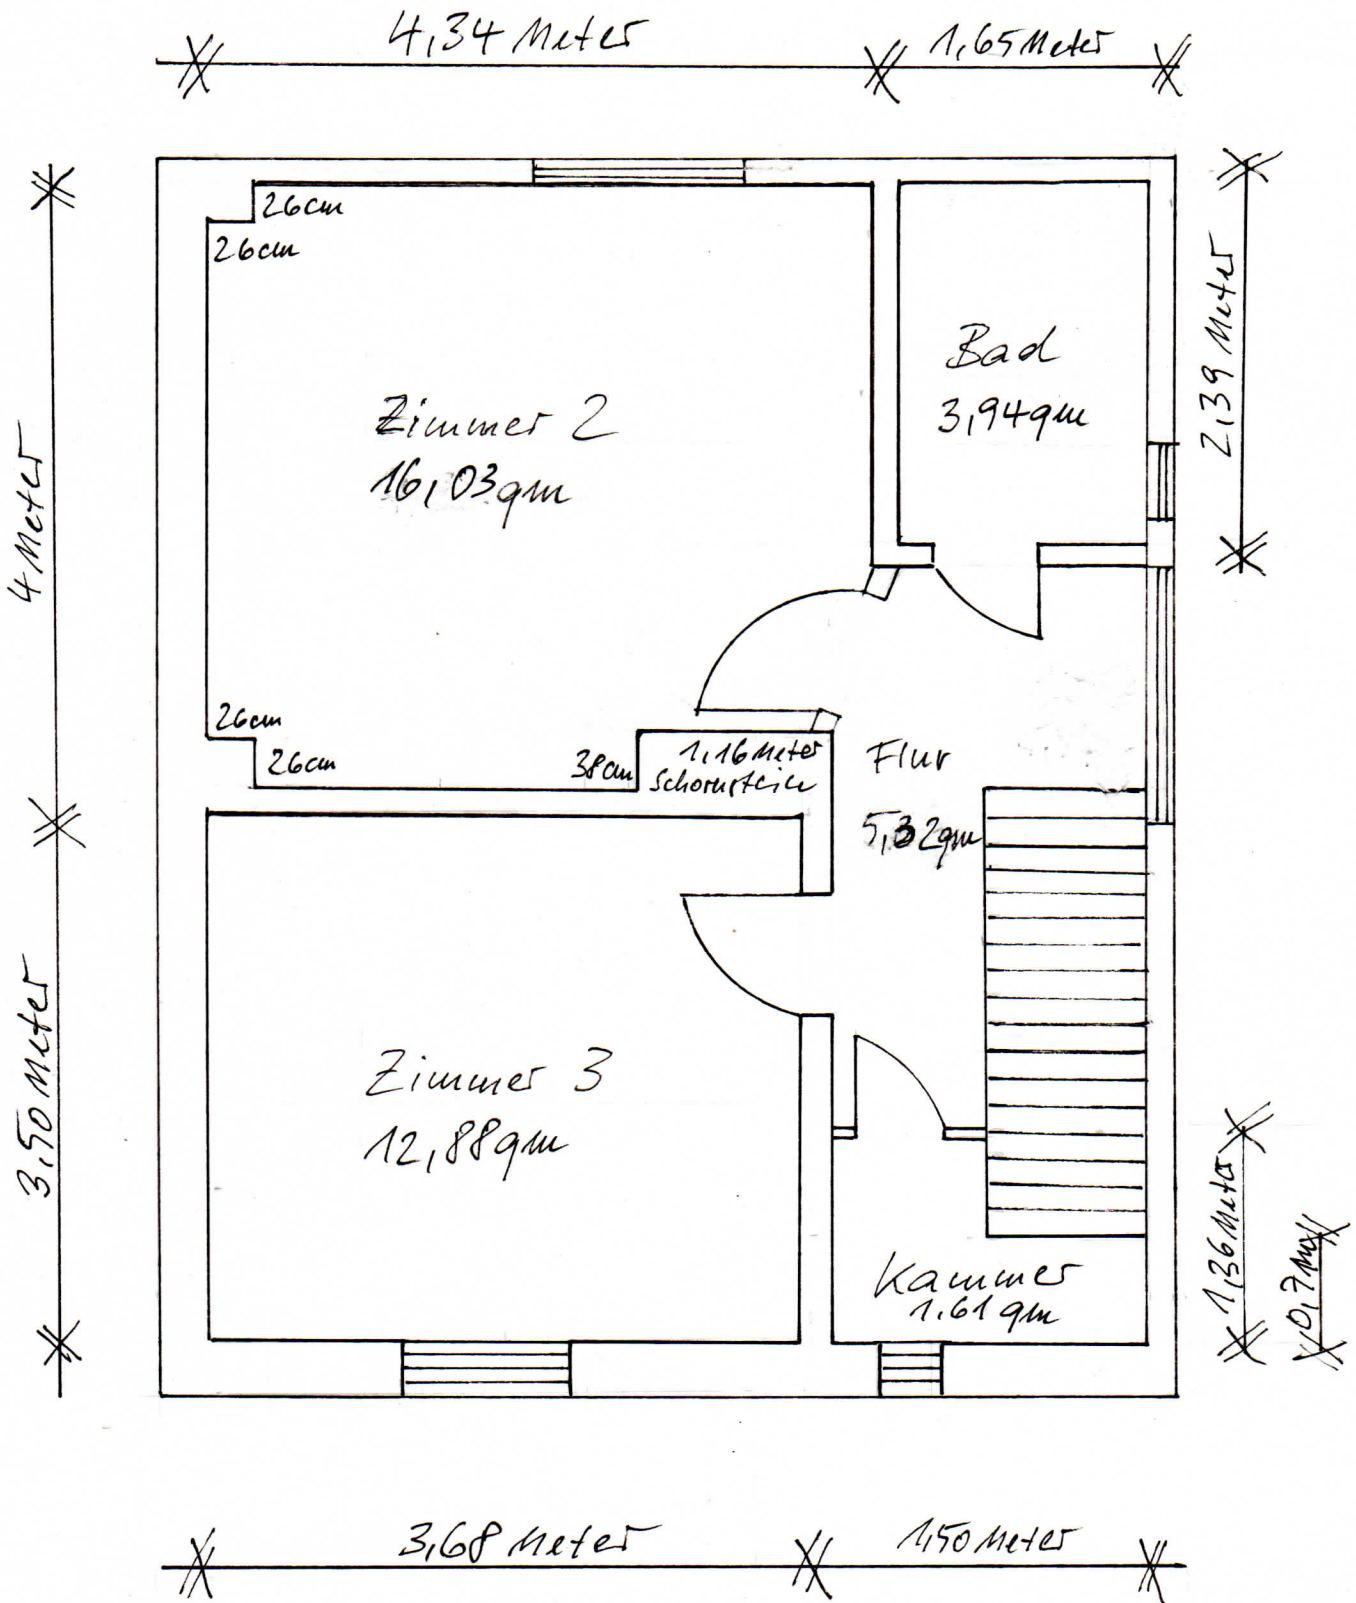 4,34 Meter
1,65 Meter
26cm
26cm
2,39 Meter
Bad
3,94qm
Zimmer 2
16,03qm
4 Meter
26cm
26cm
38cm
1,16 Meter
Schornstein
Flur
5,32qm
3,50 Meter
Zimmer 3
12,88qm
1,36 Meter
Kammer
1,61 qm
3,68 Meter
1,50 Meter